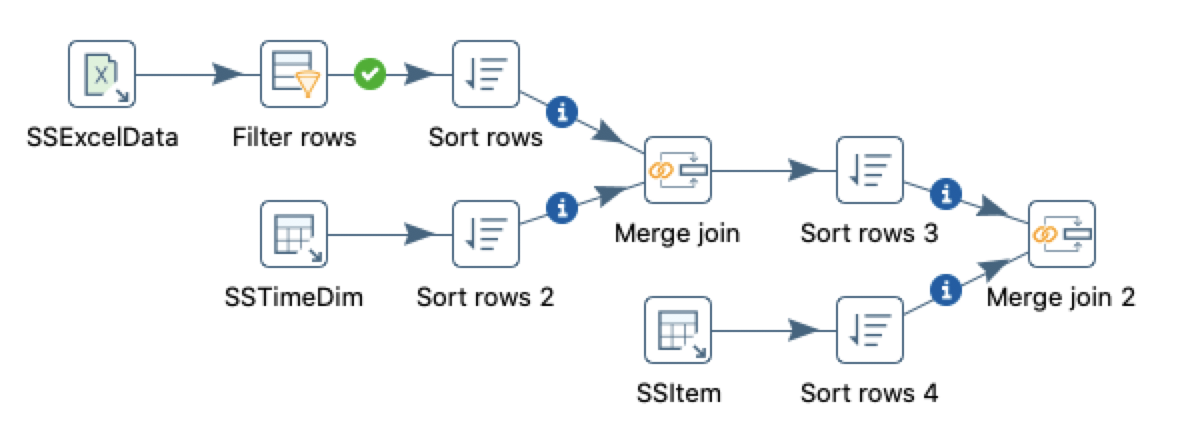 SSExcelData
Filter rows
Sort rows
SSTimeDim
Sort rows 2
Merge join
Sort rows 3
SSItem
Sort rows 4
Merge join 2